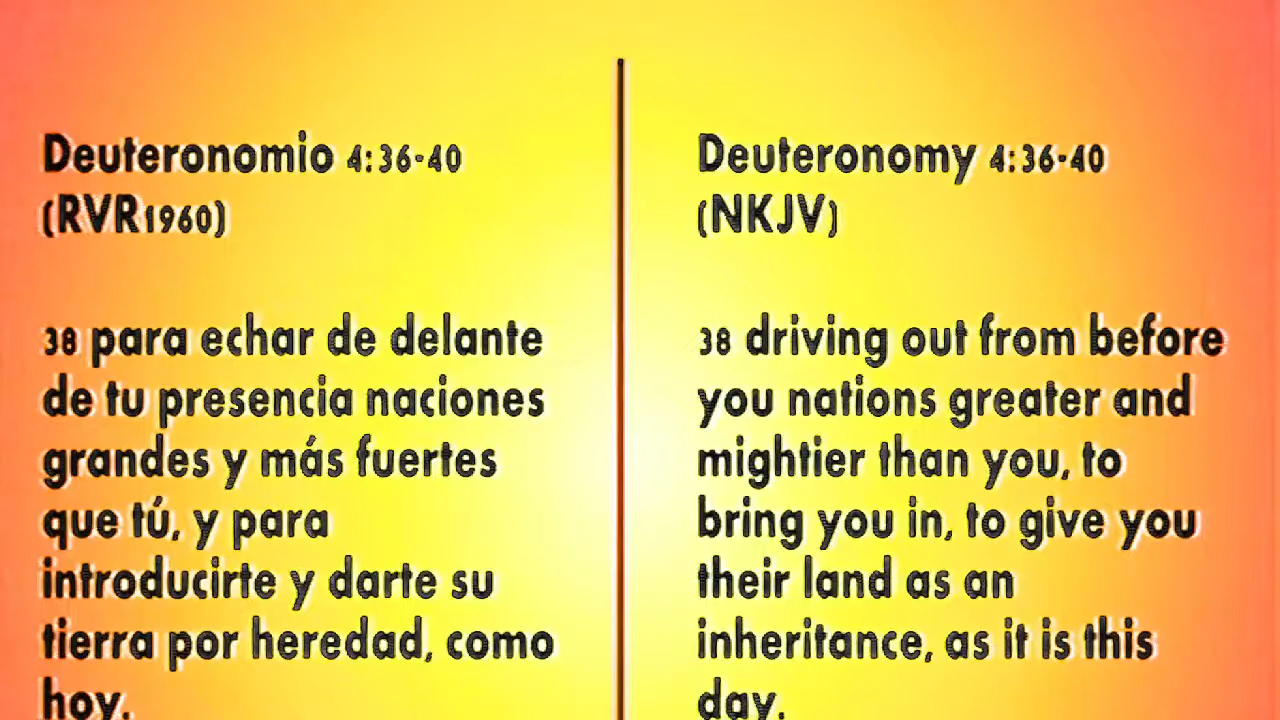 Deuteronomio 4:36-40
(RVR1960)
38 para echar de delante
de tu presencia naciones
grandes y más fuertes
que tú, y para
introducirte y darte su
tierra por heredad, como
hoy.
Deuteronomy 4:36-40
(NKJV)
38 driving out from before
you nations greater and
mightier than you, to
bring you in, to give you
their land as an
inheritance, as it is this
day.